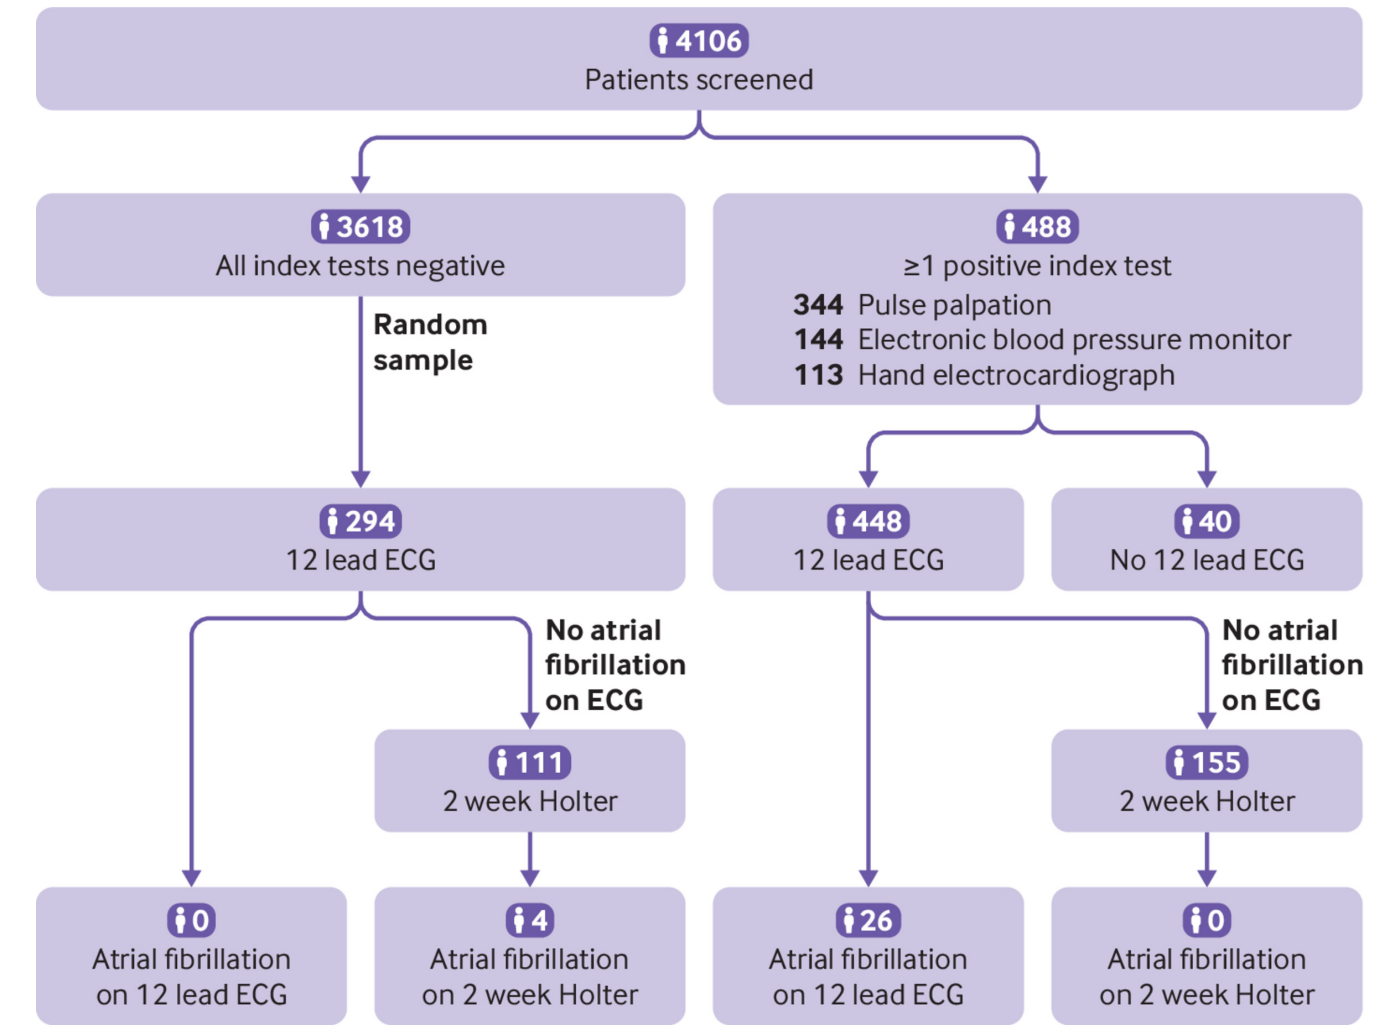 4106
Patients screened
3618
All index tests negative
488
≥1 positive index test
344 Pulse palpation
144 Electronic blood pressure monitor
113 Hand electrocardiograph
Random
sample
294
12 lead ECG
448
12 lead ECG
40
No 12 lead ECG
No atrial
fibrillation
on ECG
No atrial
fibrillation
on ECG
111
2 week Holter
155
2 week Holter
0
Atrial fibrillation
on 12 lead ECG
4
Atrial fibrillation
on 2 week Holter
26
Atrial fibrillation
on 12 lead ECG
0
Atrial fibrillation
on 2 week Holter